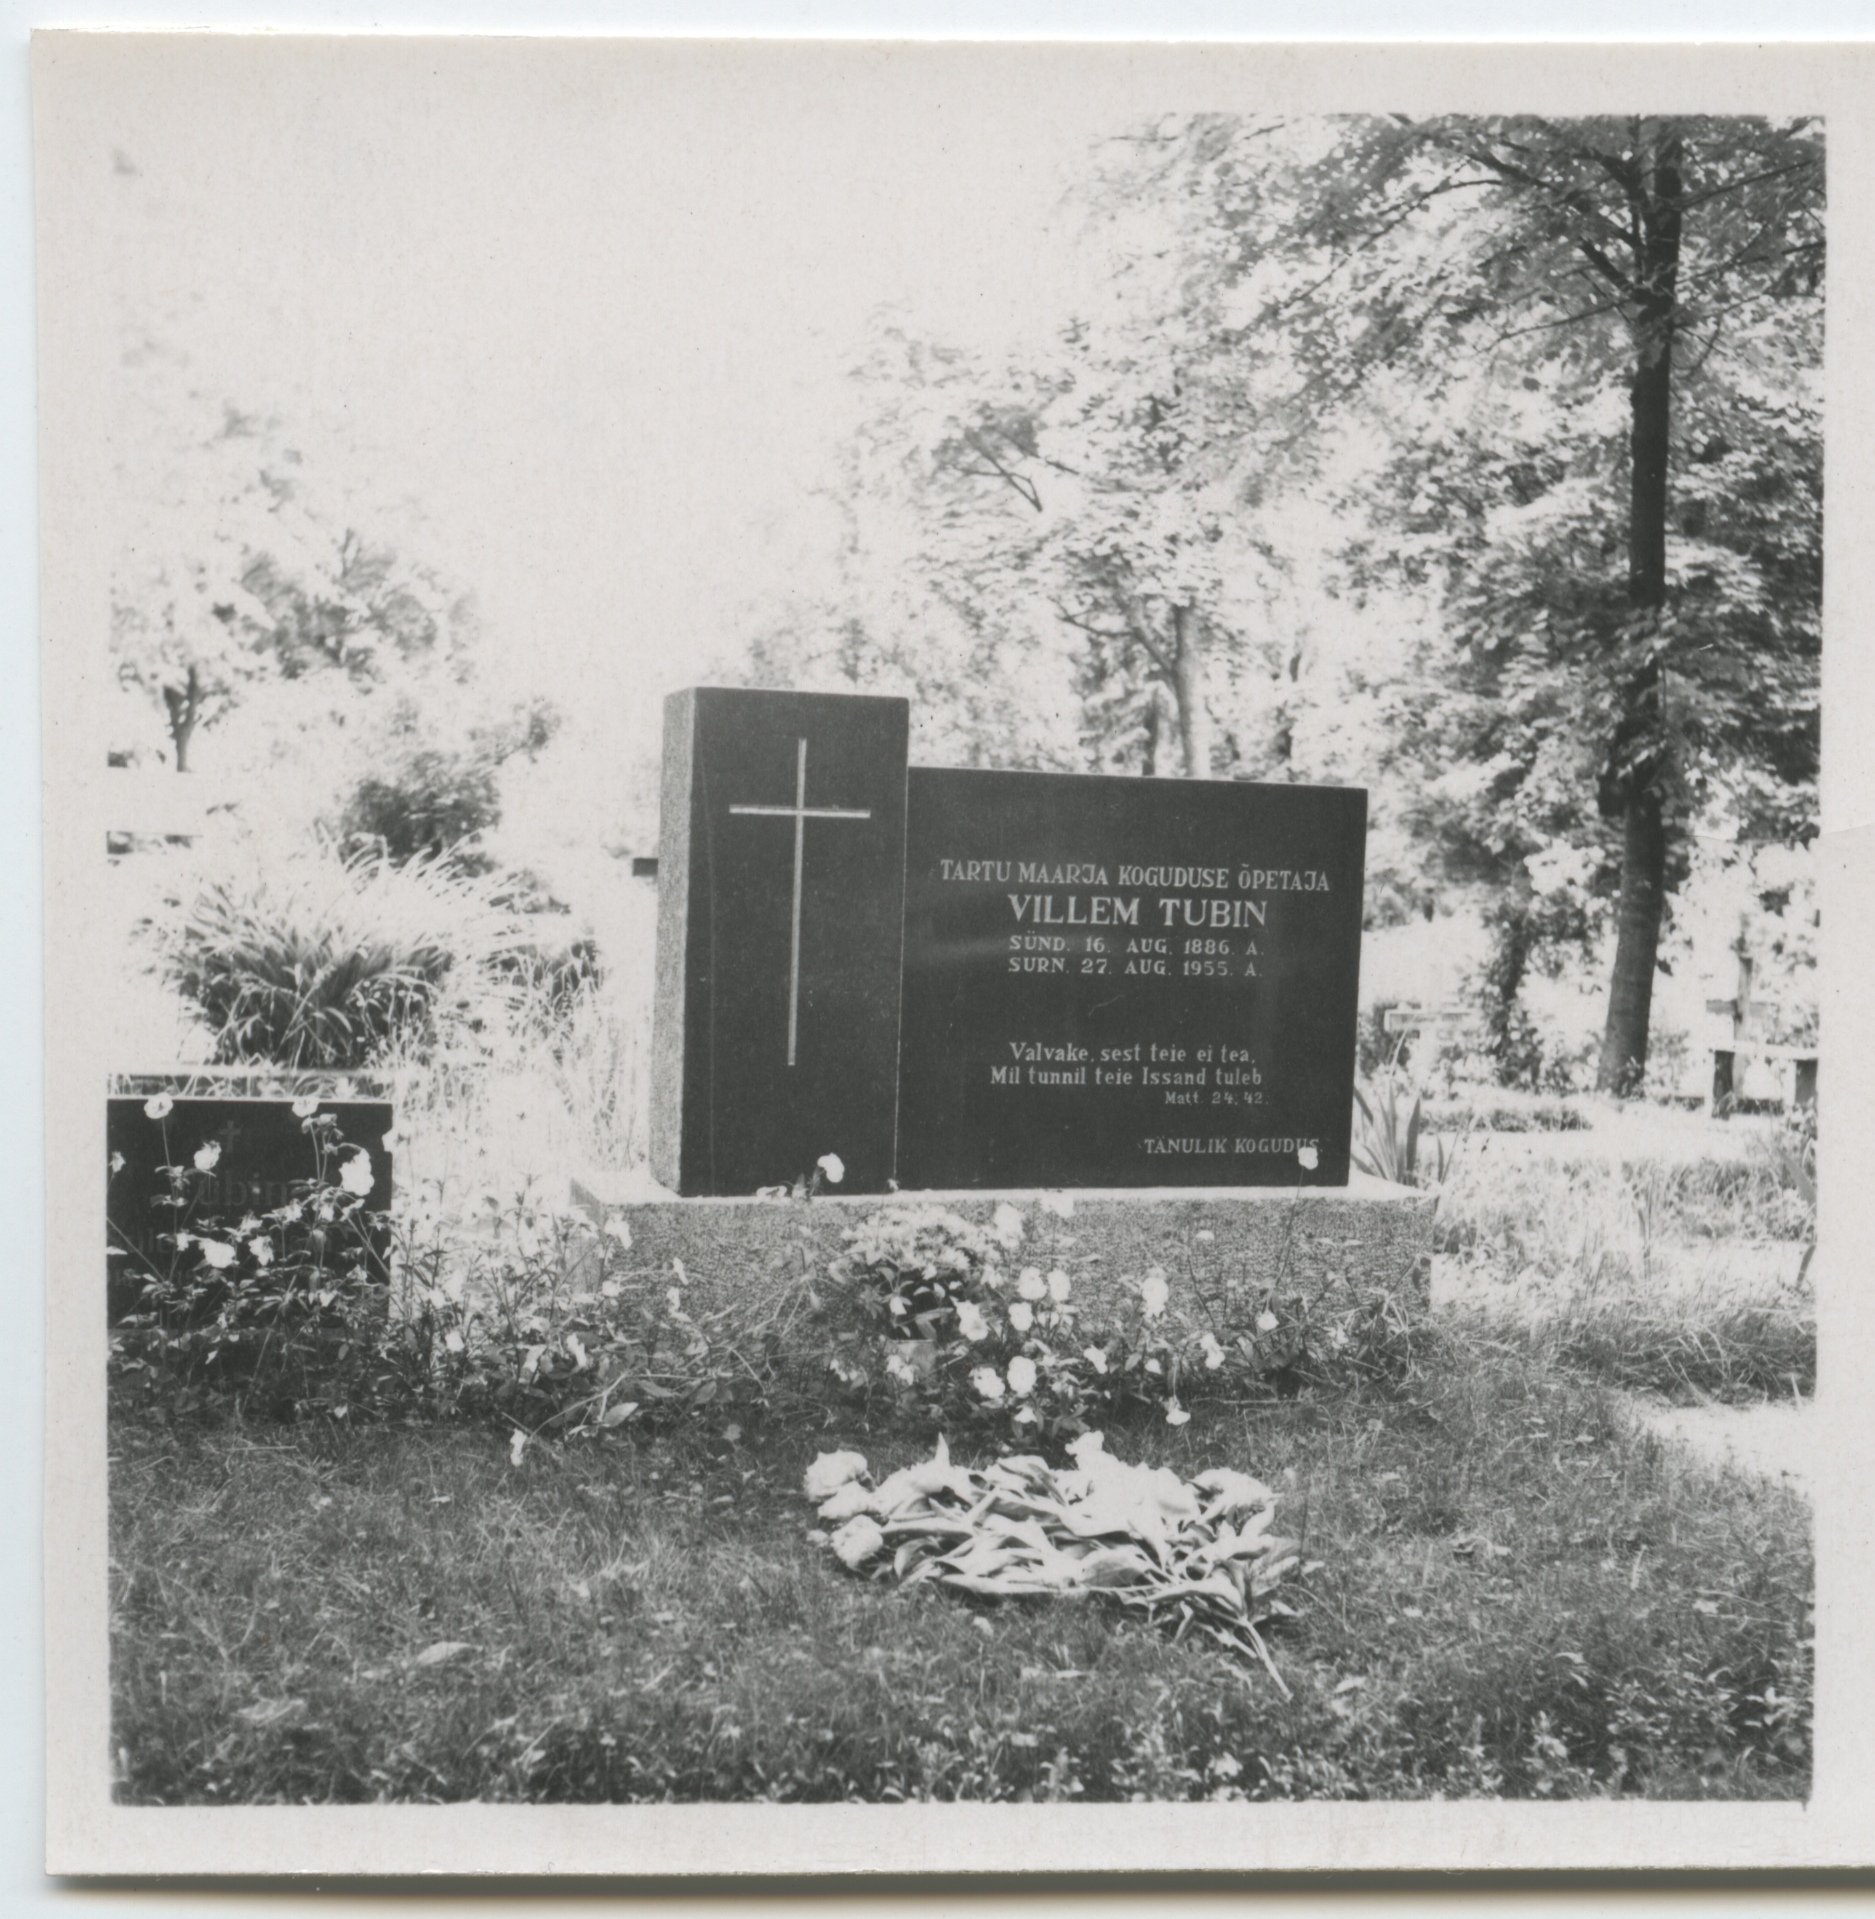 TARTU MAARJA KOGUDUSE ÕPETAJA
VILLEM TUBIN
SÜND. 16. AUG. 1886. A.
SURN. 27. AUG. 1955. A.
Valvake, sest teie ei tea,
Mil tunnil teie Issand tuleb
Matt. 24, 42.
TÄNULIK KOGUDUS.